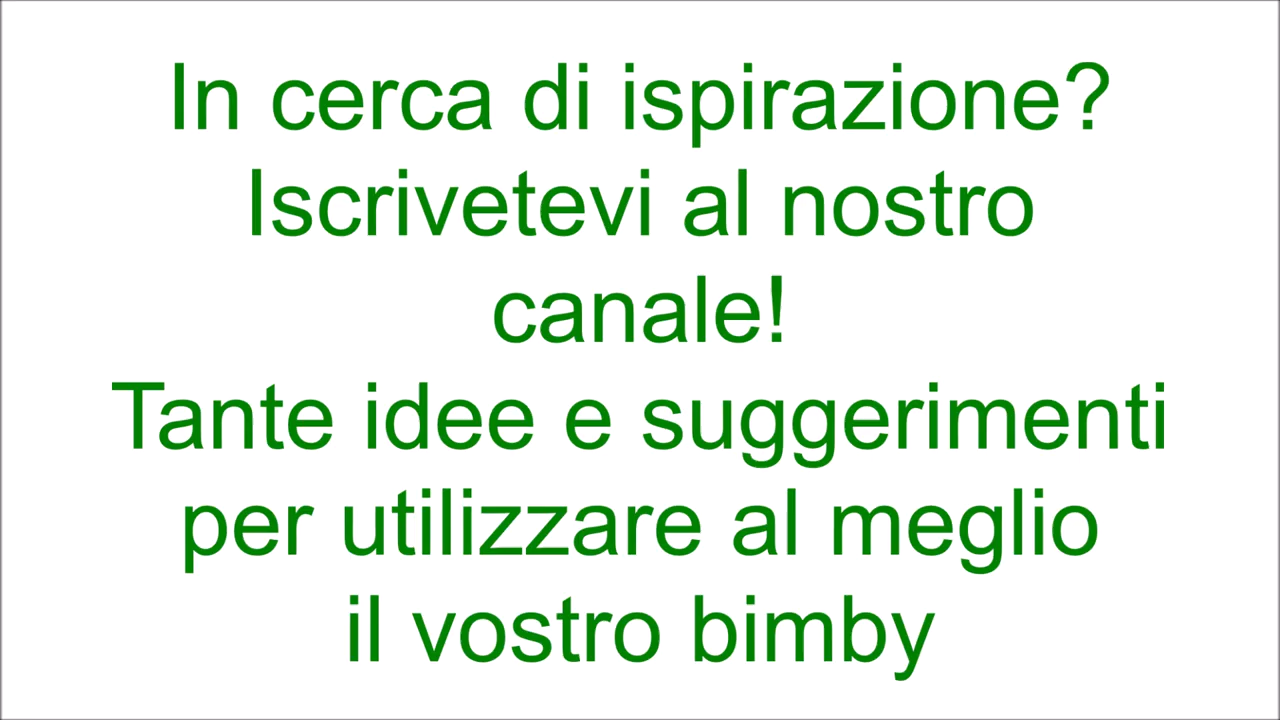 In cerca di ispirazione?
Iscrivetevi al nostro
canale!
Tante idee e suggerimenti
per utilizzare al meglio
il vostro bimby